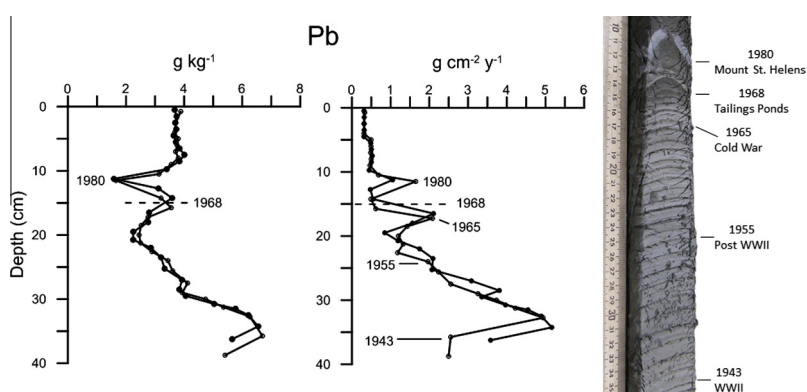 Pb
g kg⁻¹
0 2 4 6 8
0
10
20
30
40
Depth (cm)
1980
1968
g cm⁻² y⁻¹
0 1 2 3 4 5 6
0
10
20
30
40
1980
1968
1965
1955
1943
1980
Mount St. Helens
1968
Tailings Ponds
1965
Cold War
1955
Post WWII
1943
WWII